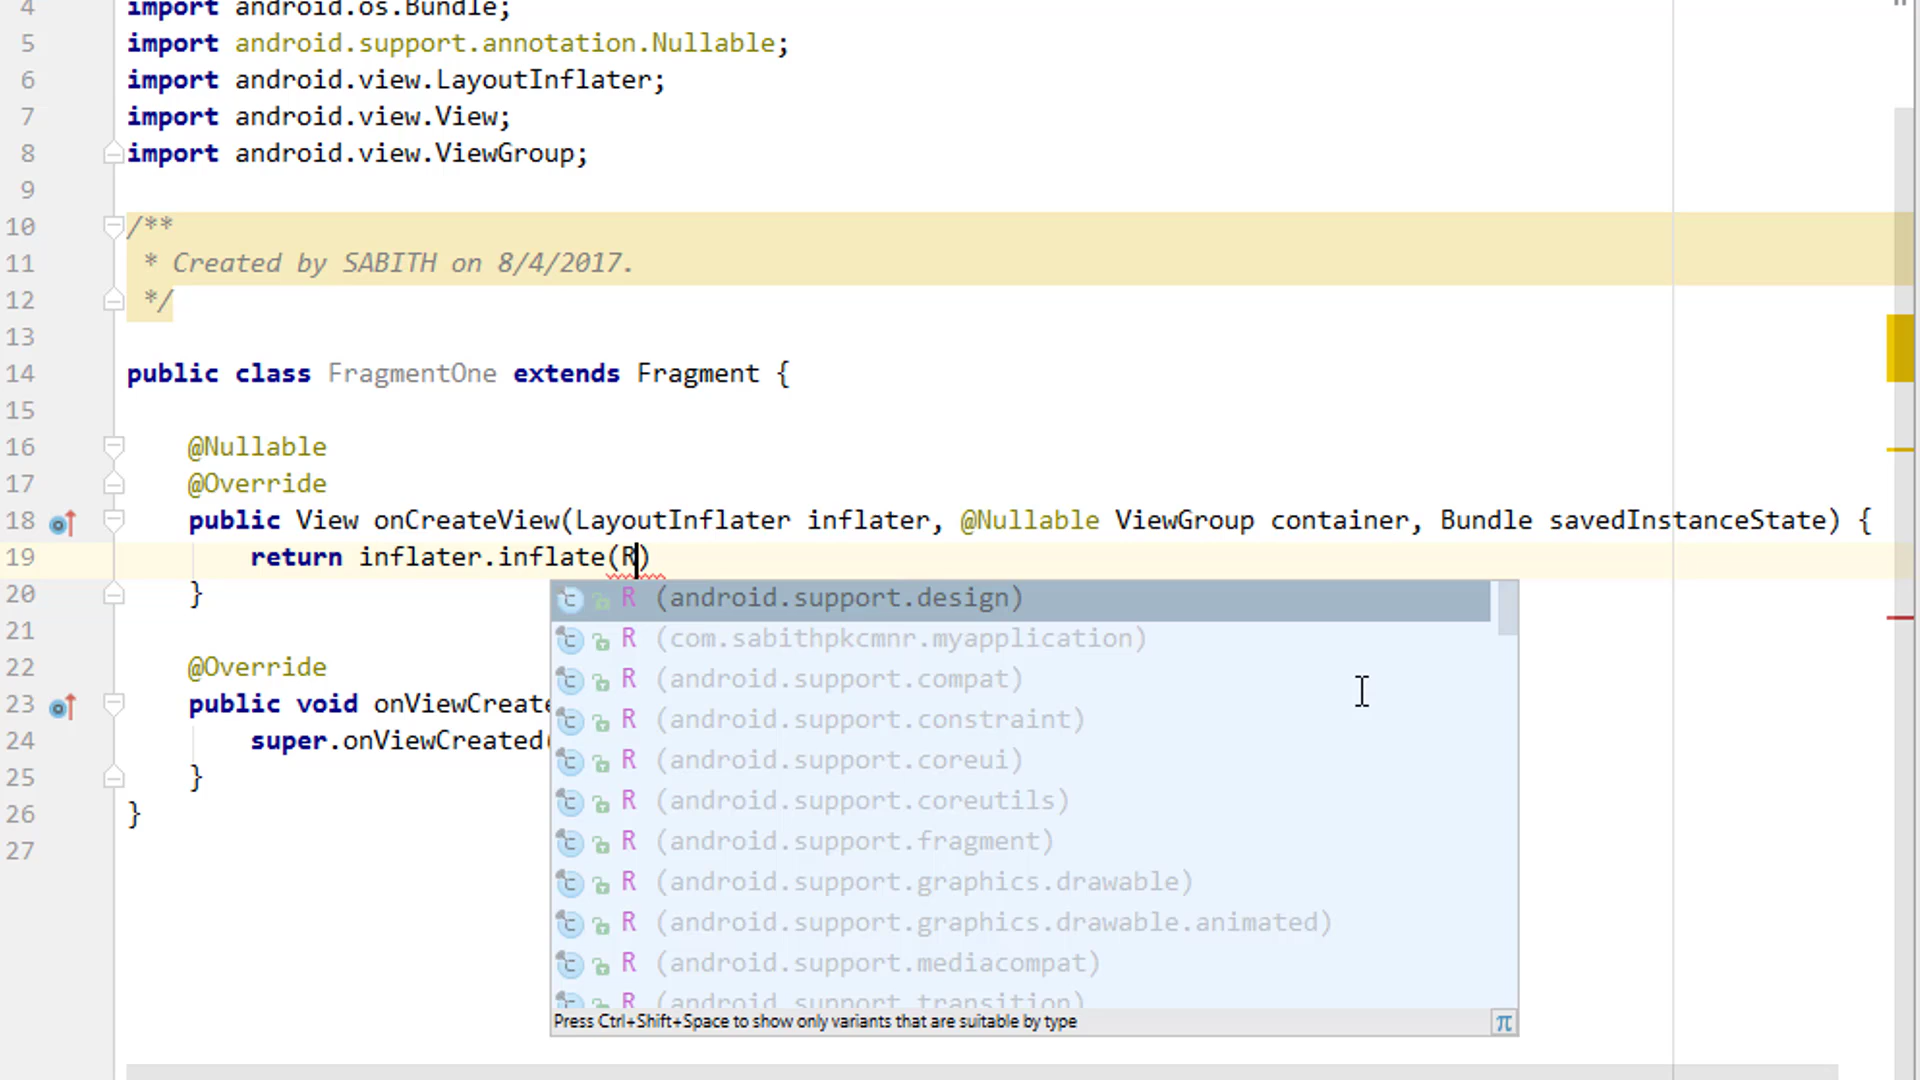 4 import android.os.Bundle;
5 import android.support.annotation.Nullable;
6 import android.view.LayoutInflater;
7 import android.view.View;
8 import android.view.ViewGroup;
9
10 /**
11 * Created by SABITH on 8/4/2017.
12 */
13
14 public class FragmentOne extends Fragment {
15
16 @Nullable
17 @Override
18 public View onCreateView(LayoutInflater inflater, @Nullable ViewGroup container, Bundle savedInstanceState) {
19 return inflater.inflate(R)
20 }
21
22 @Override
23 public void onViewCreate
24 super.onViewCreated(
25 }
26 }
27
R (android.support.design)
R (com.sabithpkcmnr.myapplication)
R (android.support.compat)
R (android.support.constraint)
R (android.support.coreui)
R (android.support.coreutils)
R (android.support.fragment)
R (android.support.graphics.drawable)
R (android.support.graphics.drawable.animated)
R (android.support.mediacompat)
R (android.support.transition)
Press Ctrl+Shift+Space to show only variants that are suitable by type
π